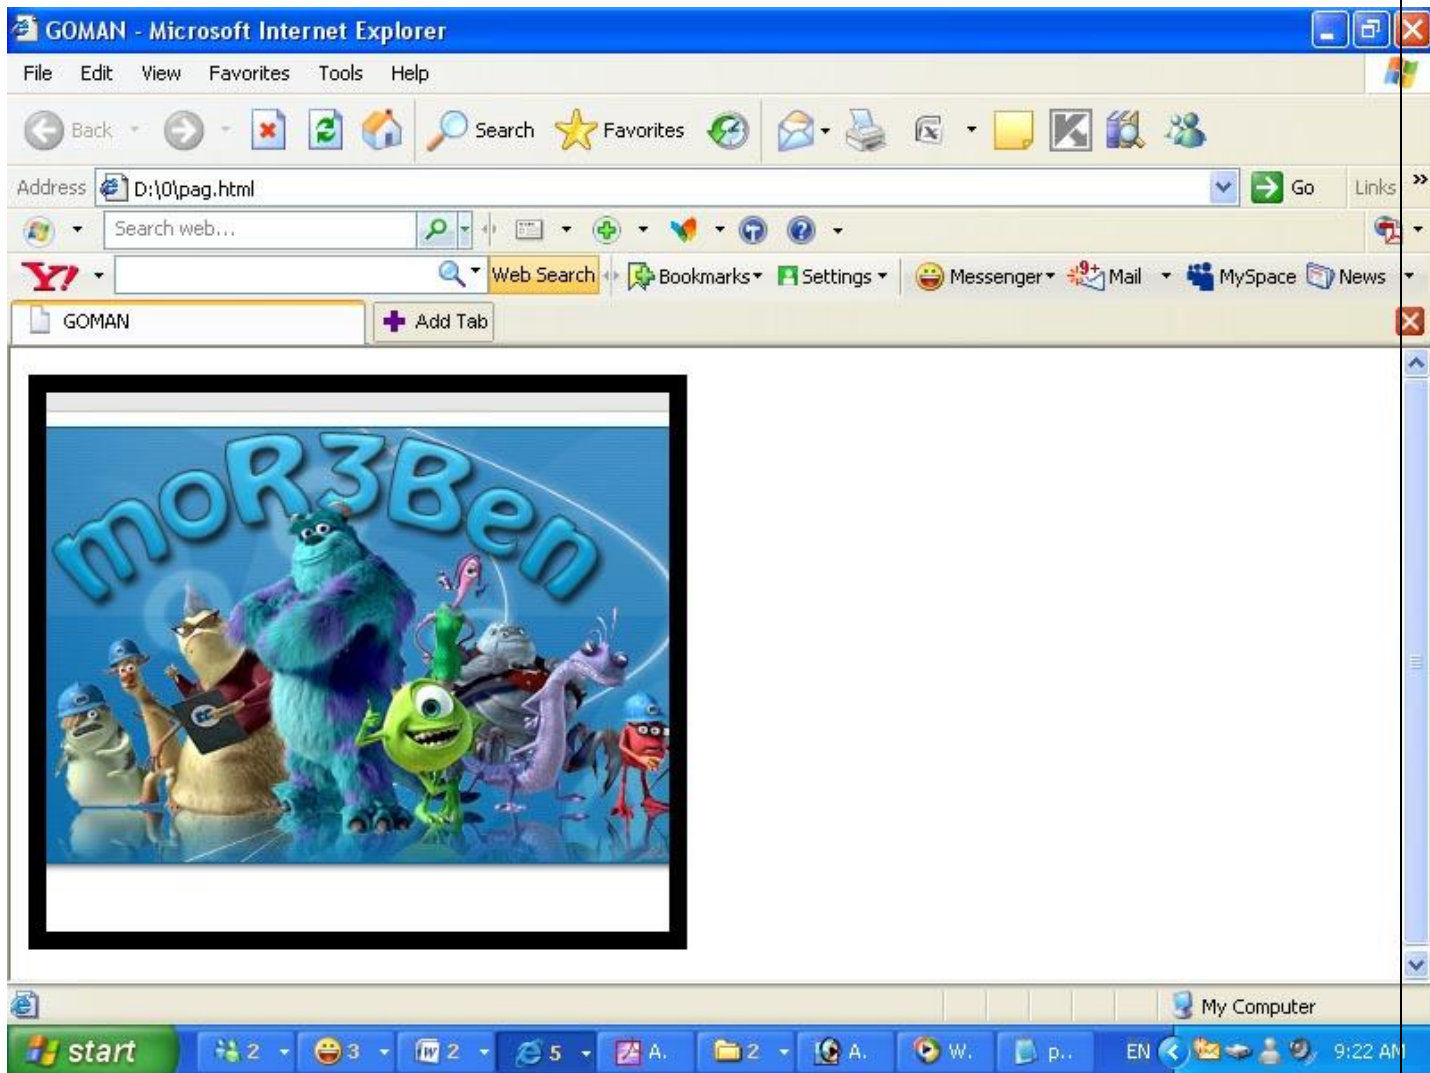 GOMAN - Microsoft Internet Explorer
File Edit View Favorites Tools Help
Back Search Favorites
Address D:\0\pag.html Go Links »
Search web...
Y! Web Search Bookmarks Settings Messenger 9+ Mail MySpace News
GOMAN Add Tab
moR3Ben
My Computer
start 2 3 2 5 A. 2 A. W. p.. EN 9:22 AM